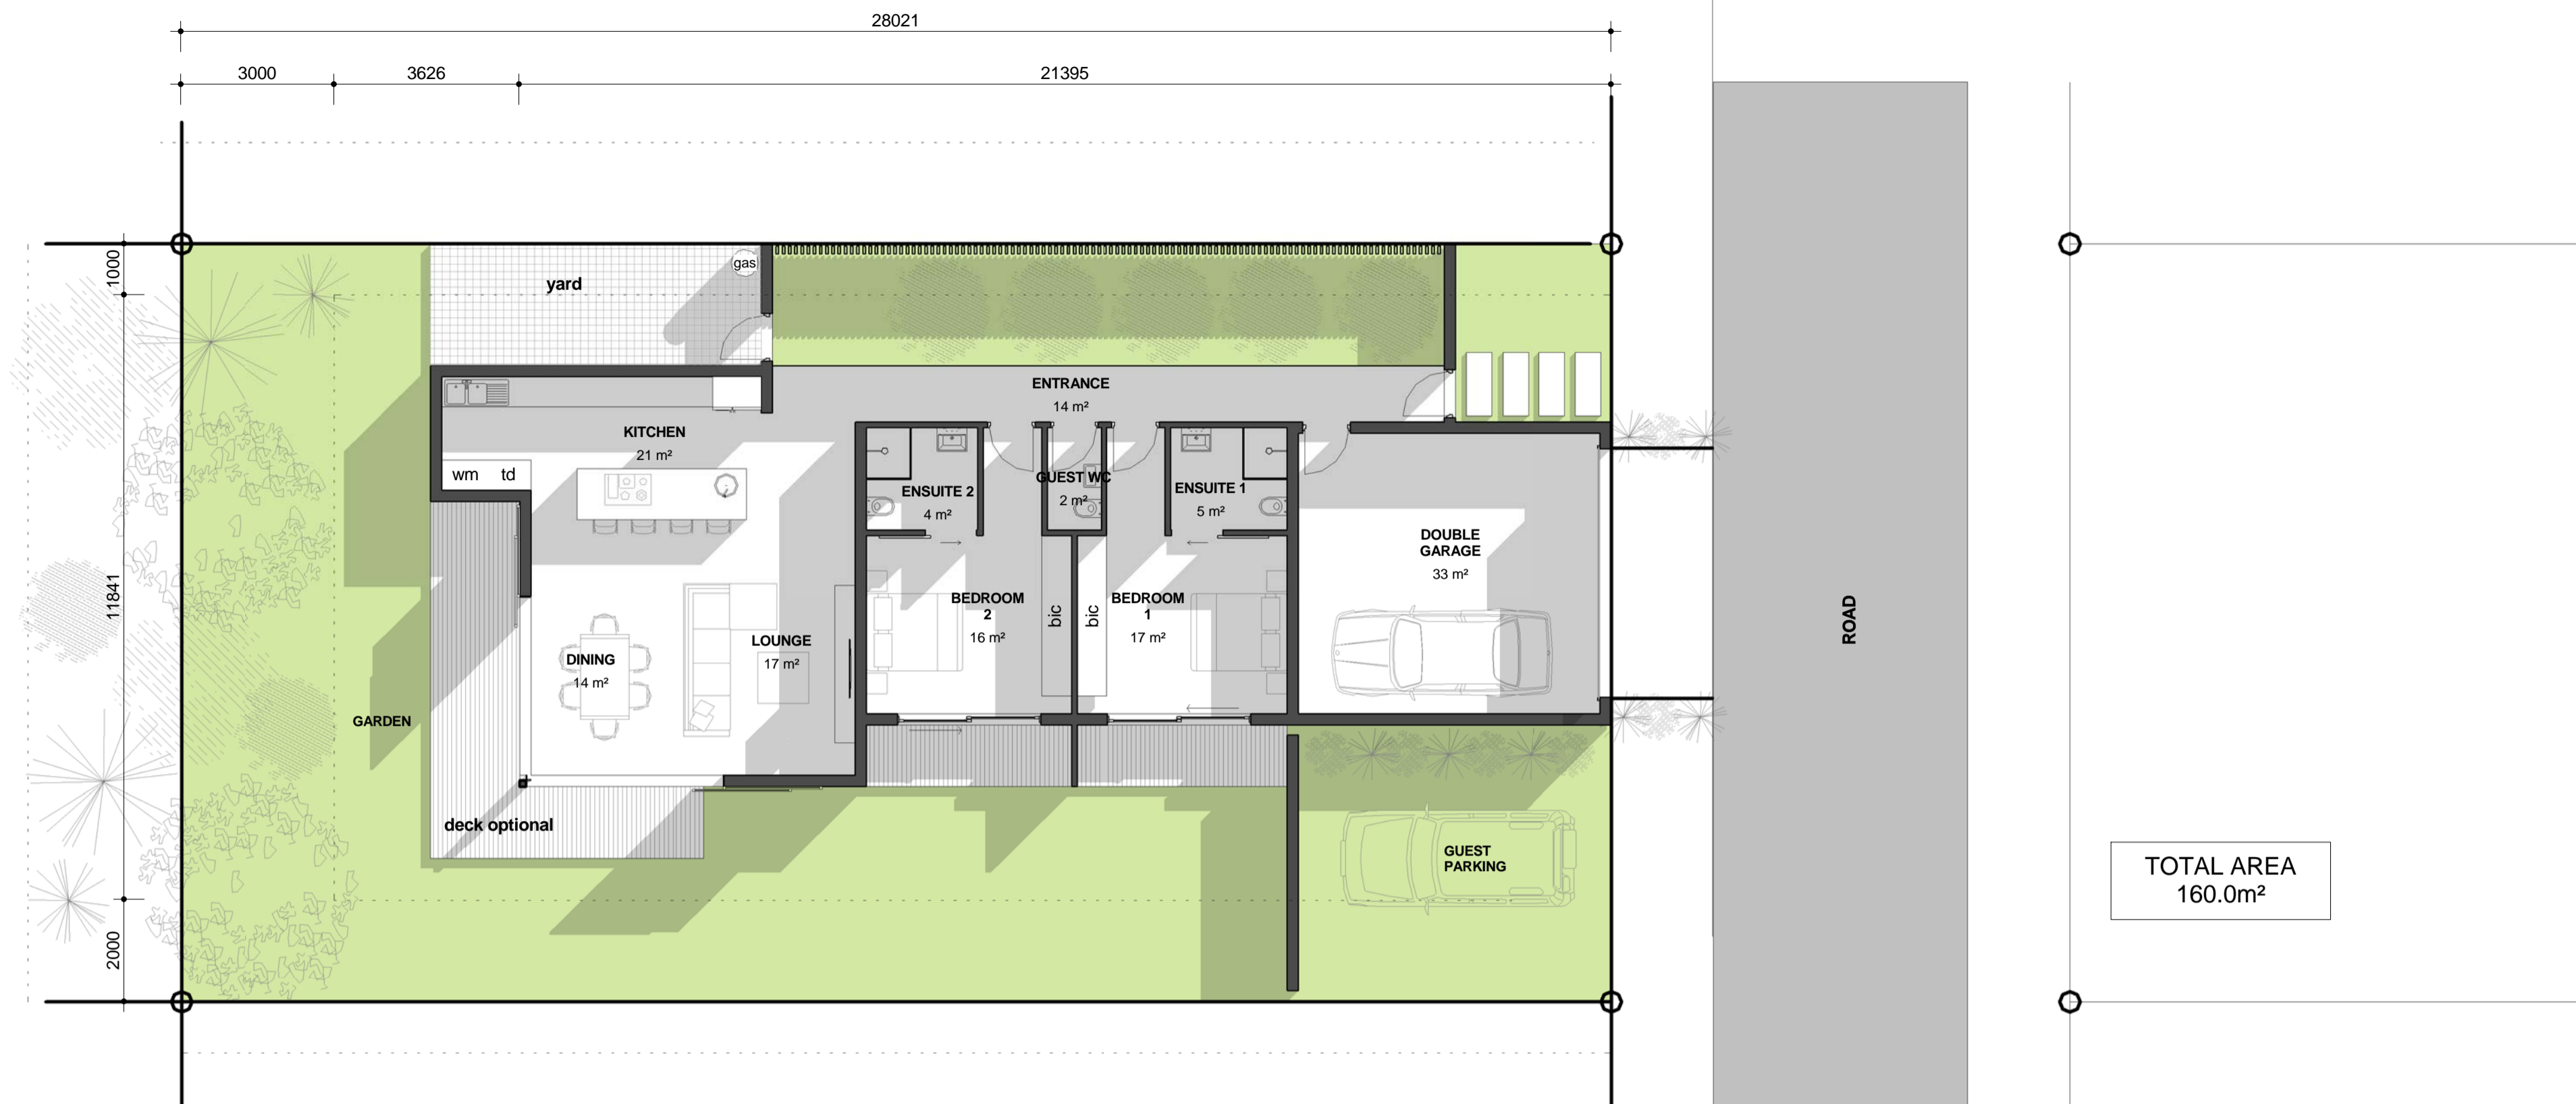 28021
3000
3626
21395
1000
gas
yard
ENTRANCE
14 m²
KITCHEN
21 m²
wm
td
GUEST WC
2 m²
ENSUITE 2
4 m²
ENSUITE 1
5 m²
DOUBLE
GARAGE
33 m²
11841
BEDROOM
2
16 m²
bic
bic
BEDROOM
1
17 m²
ROAD
LOUNGE
17 m²
DINING
14 m²
GARDEN
deck optional
GUEST
PARKING
TOTAL AREA
160.0m²
2000